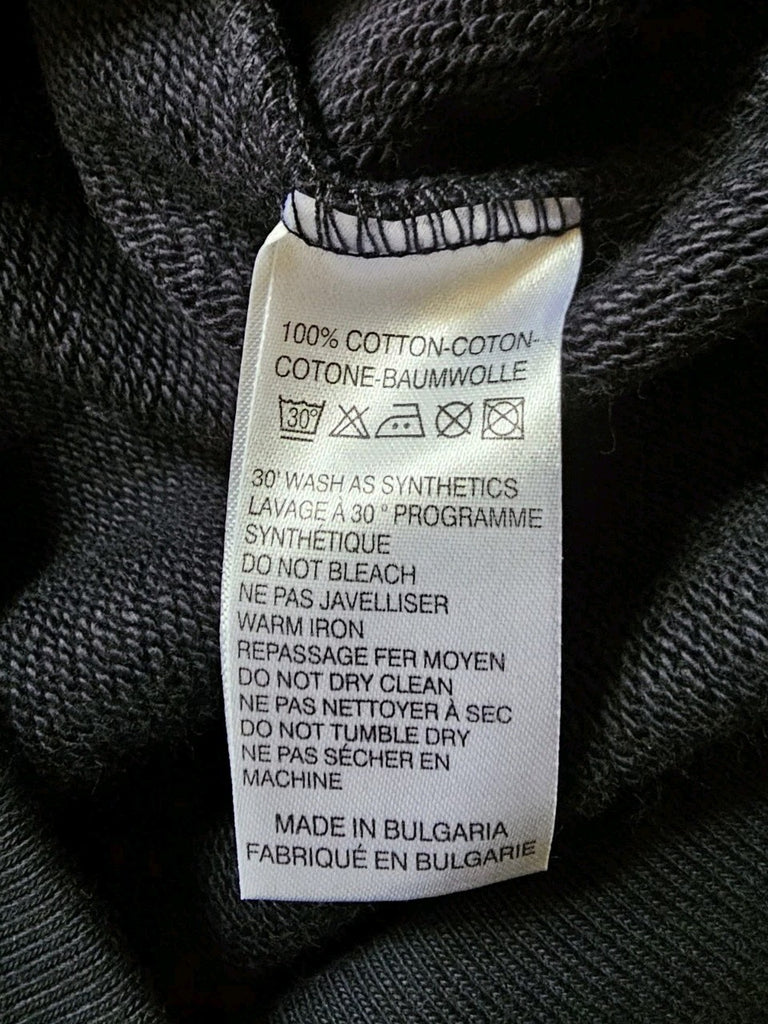 100% COTTON-COTON-
COTONE-BAUMWOLLE
30°
30' WASH AS SYNTHETICS
LAVAGE À 30° PROGRAMME
SYNTHÉTIQUE
DO NOT BLEACH
NE PAS JAVELLISER
WARM IRON
REPASSAGE FER MOYEN
DO NOT DRY CLEAN
NE PAS NETTOYER À SEC
DO NOT TUMBLE DRY
NE PAS SÉCHER EN
MACHINE
MADE IN BULGARIA
FABRIQUÉ EN BULGARIE